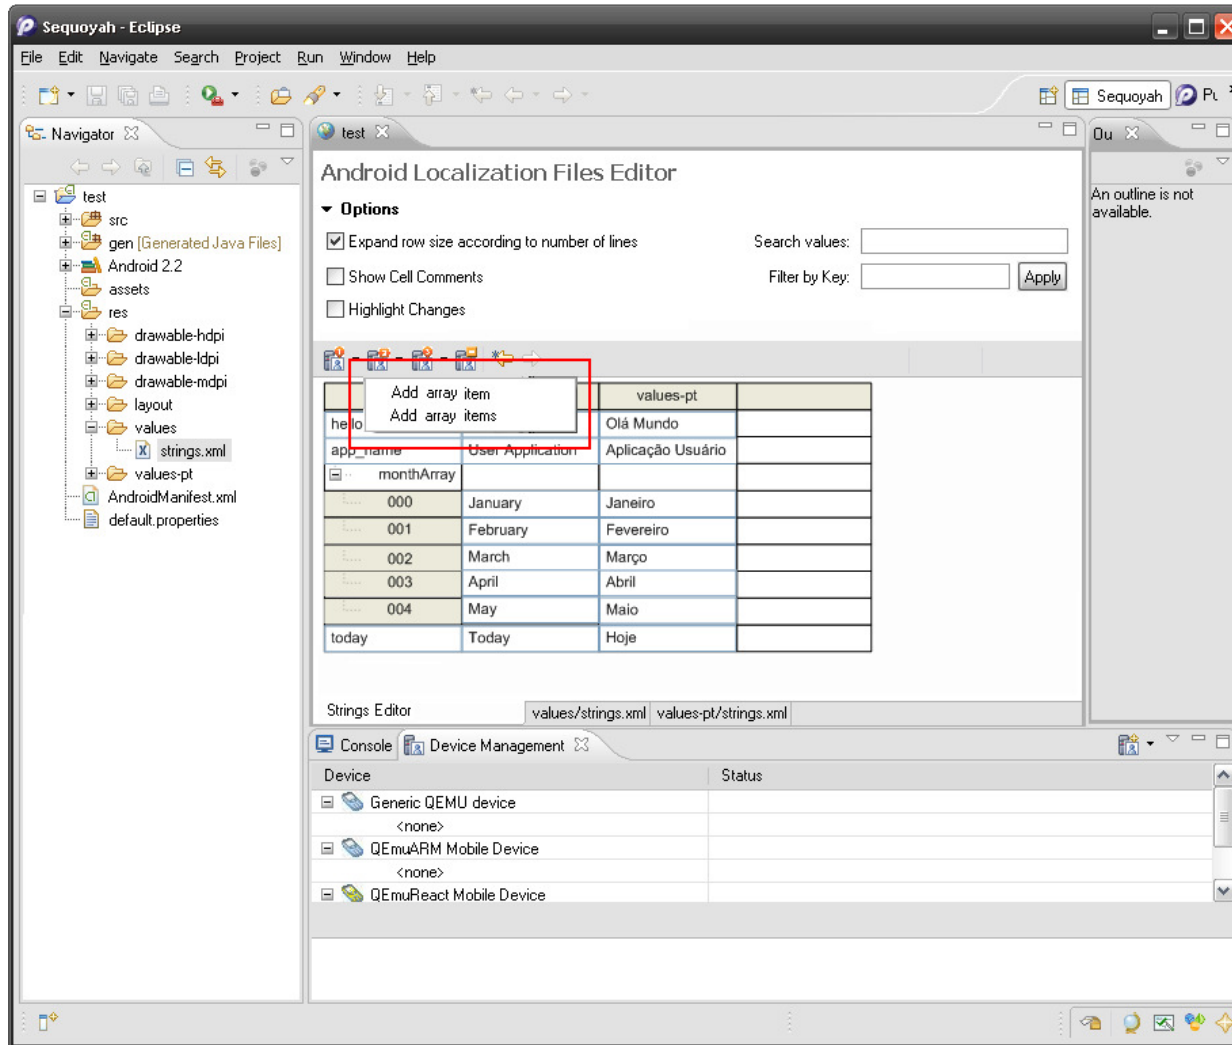 Sequoyah - Eclipse
File Edit Navigate Search Project Run Window Help
Sequoyah
Navigator
test
src
gen [Generated Java Files]
Android 2.2
assets
res
drawable-hdpi
drawable-ldpi
drawable-mdpi
layout
values
strings.xml
values-pt
AndroidManifest.xml
default.properties
test
Android Localization Files Editor
Options
Expand row size according to number of lines
Search values:
Show Cell Comments
Filter by Key: Apply
Highlight Changes
Add array item
Add array items
values-pt
hello Olá Mundo
app_name User Application Aplicação Usuário
monthArray
000 January Janeiro
001 February Fevereiro
002 March Março
003 April Abril
004 May Maio
today Today Hoje
Strings Editor values/strings.xml values-pt/strings.xml
Ou
An outline is not
available.
Console Device Management
Device Status
Generic QEMU device
<none>
QEmuARM Mobile Device
<none>
QEmuReact Mobile Device